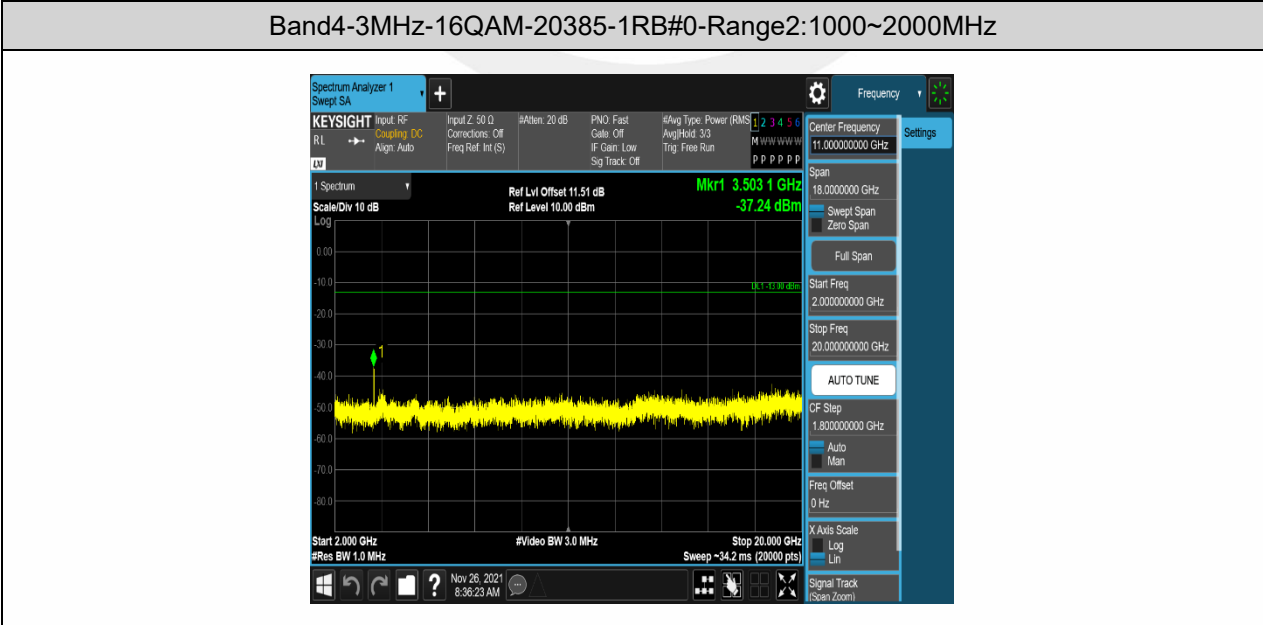 Band4-3MHz-16QAM-20385-1RB#0-Range2:1000~2000MHz
Spectrum Analyzer 1
Swept SA
Frequency
KEYSIGHT
RL
LXI
Input: RF
Coupling: DC
Align: Auto
Input Z: 50 Ω
Corrections: Off
Freq Ref: Int (S)
#Atten: 20 dB
PNO: Fast
Gate: Off
IF Gain: Low
Sig Track: Off
#Avg Type: Power (RMS
Avg|Hold: 3/3
Trig: Free Run
1 2 3 4 5 6
M W W W W W
P P P P P P
1 Spectrum
Scale/Div 10 dB
Log
Ref Lvl Offset 11.51 dB
Ref Level 10.00 dBm
Mkr1 3.503 1 GHz
-37.24 dBm
0.00
-10.0
DL1 -13.00 dBm
-20.0
-30.0
1
-40.0
-50.0
-60.0
-70.0
-80.0
Start 2.000 GHz
#Res BW 1.0 MHz
#Video BW 3.0 MHz
Stop 20.000 GHz
Sweep ~34.2 ms (20000 pts)
Nov 26, 2021
8:36:23 AM
Center Frequency
11.000000000 GHz
Settings
Span
18.0000000 GHz
Swept Span
Zero Span
Full Span
Start Freq
2.000000000 GHz
Stop Freq
20.000000000 GHz
AUTO TUNE
CF Step
1.800000000 GHz
Auto
Man
Freq Offset
0 Hz
X Axis Scale
Log
Lin
Signal Track
(Span Zoom)